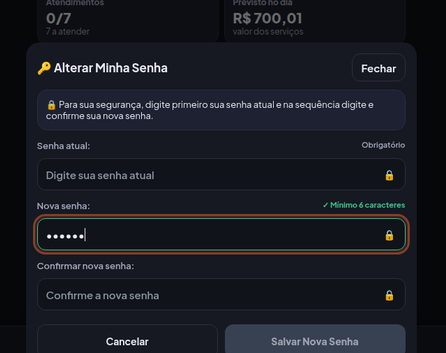 Atendimentos
Previsto no dia
0/7
R$ 700,01
7 a atender
valor dos serviços
🔑 Alterar Minha Senha
Fechar
🔒 Para sua segurança, digite primeiro sua senha atual e na sequência digite e
confirme sua nova senha.
Senha atual:
Obrigatório
Digite sua senha atual
Nova senha:
✓ Mínimo 6 caracteres
••••••
Confirmar nova senha:
Confirme a nova senha
Cancelar
Salvar Nova Senha